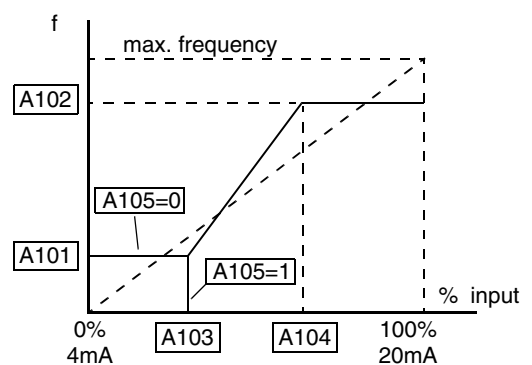 f
max. frequency
A102
A105=0
A101
A105=1
% input
0%
4mA
A103
A104
100%
20mA